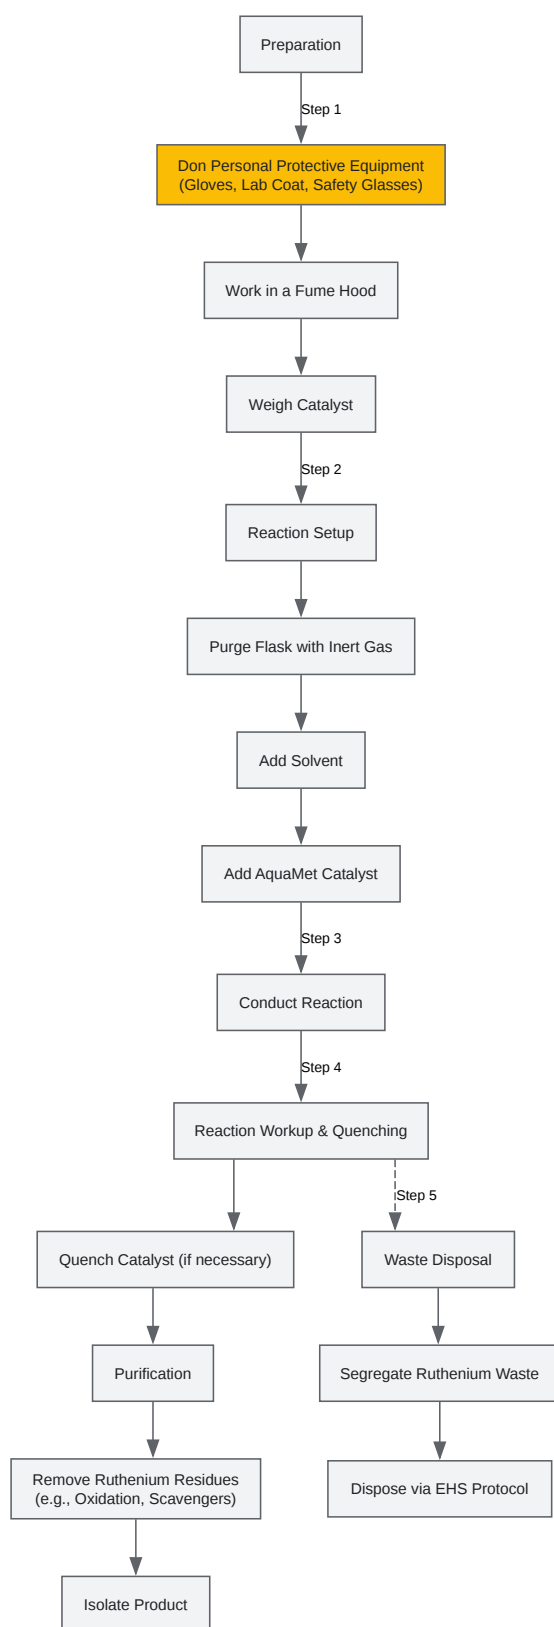 Preparation
Step 1
Don Personal Protective Equipment
(Gloves, Lab Coat, Safety Glasses)
Work in a Fume Hood
Weigh Catalyst
Step 2
Reaction Setup
Purge Flask with Inert Gas
Add Solvent
Add AquaMet Catalyst
Step 3
Conduct Reaction
Step 4
Reaction Workup & Quenching
Step 5
Quench Catalyst (if necessary)
Waste Disposal
Purification
Segregate Ruthenium Waste
Remove Ruthenium Residues
(e.g., Oxidation, Scavengers)
Dispose via EHS Protocol
Isolate Product